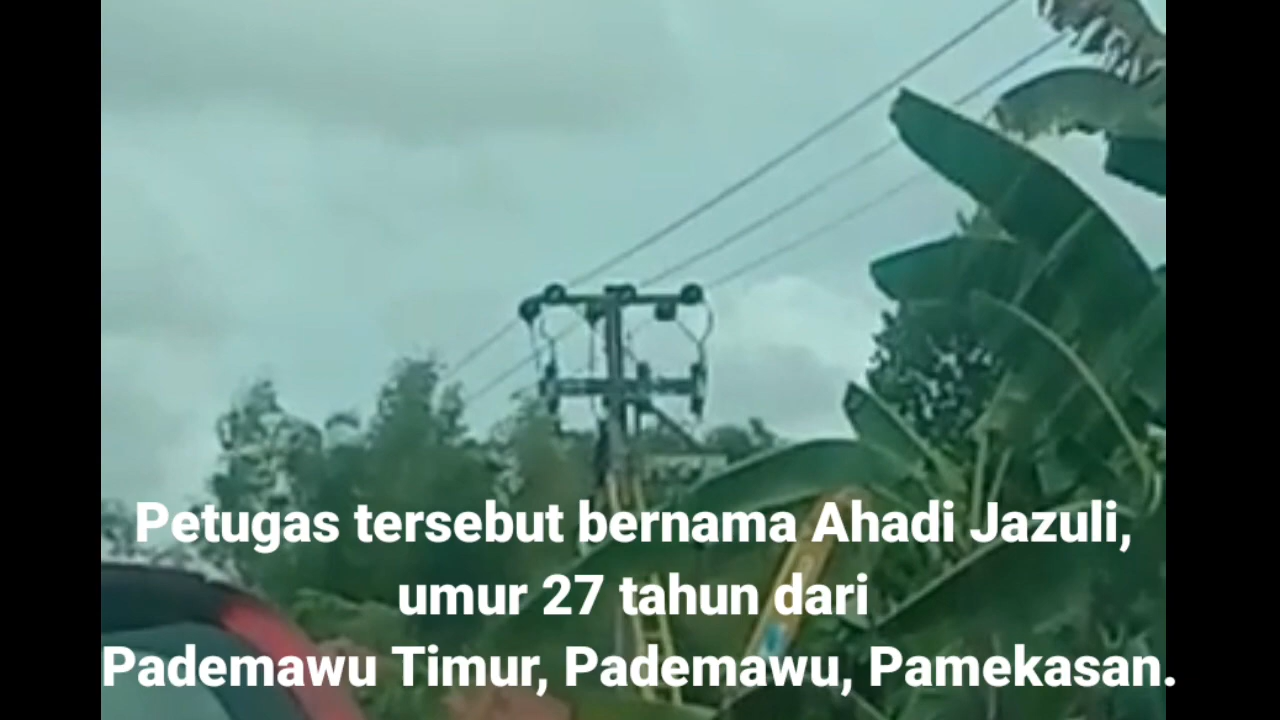 Petugas tersebut bernama Ahadi Jazuli,
umur 27 tahun dari
Pademawu Timur, Pademawu, Pamekasan.